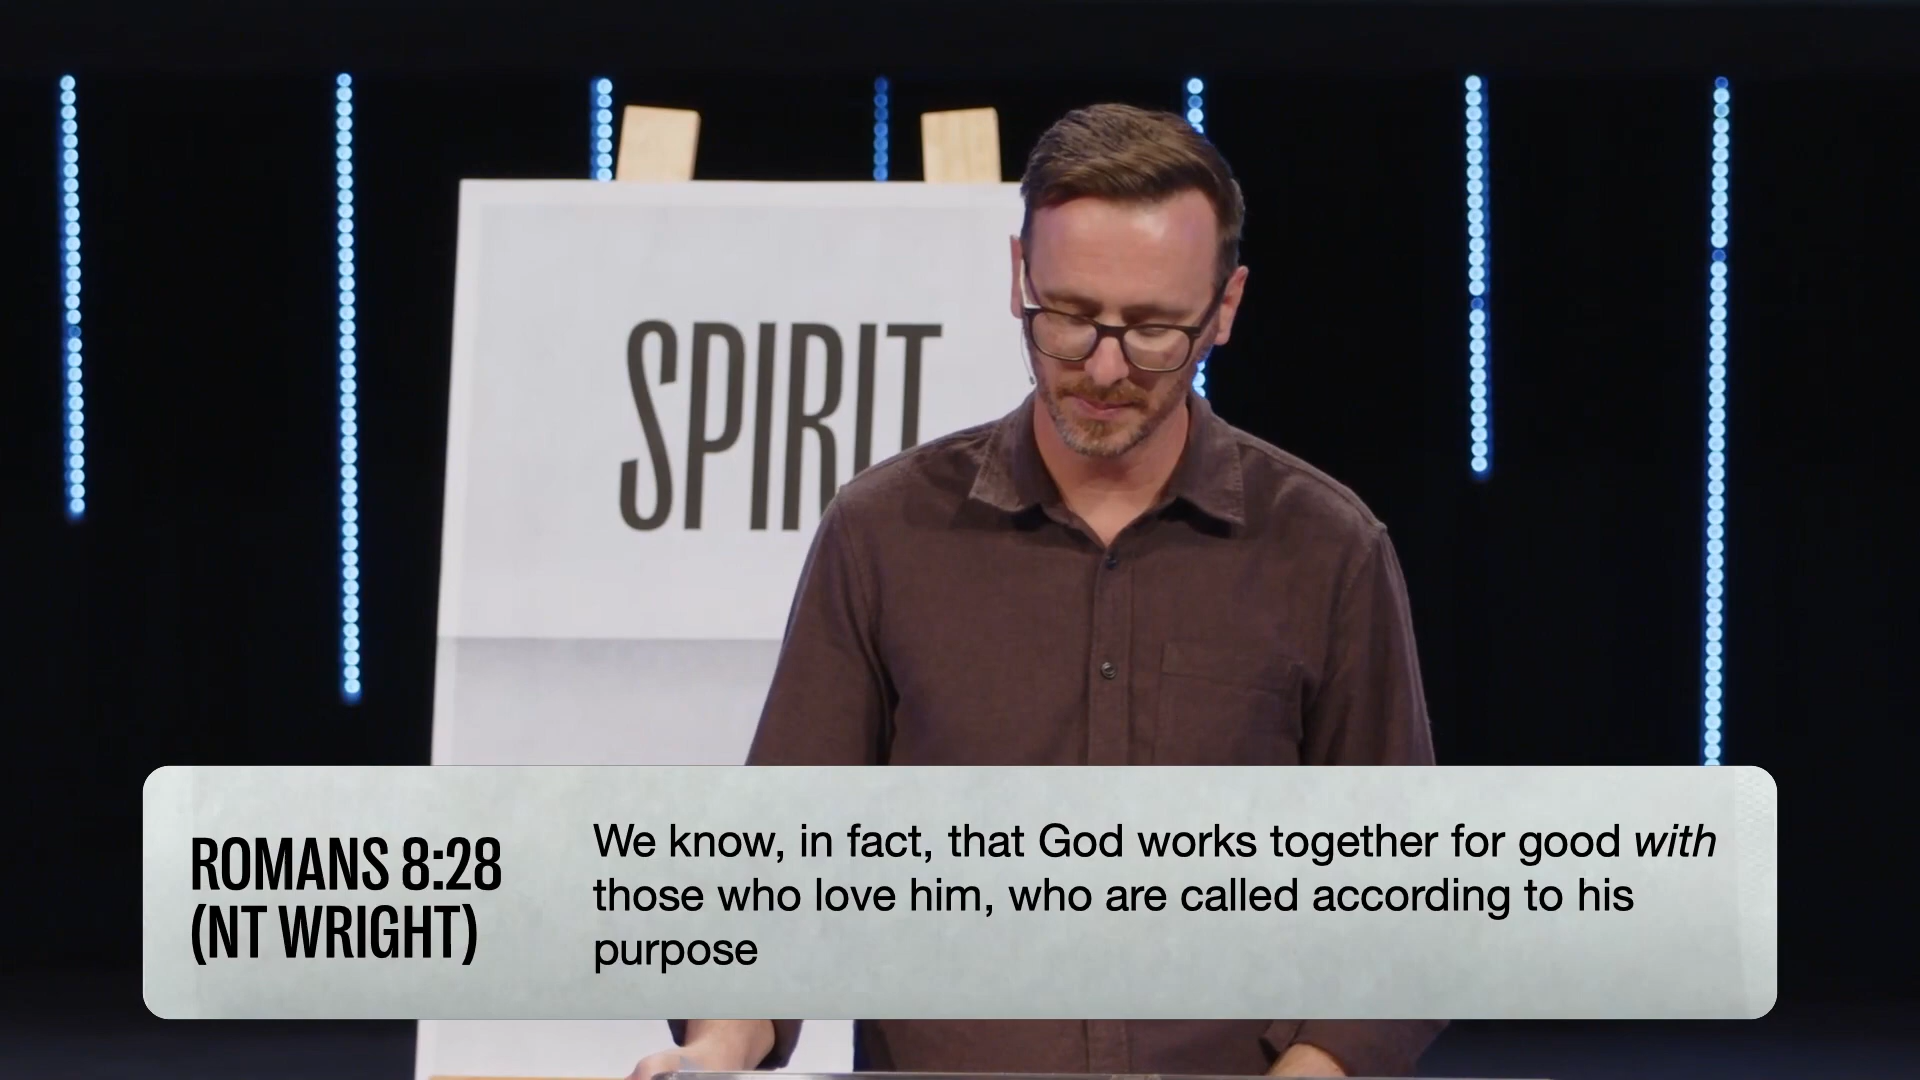 SPIRIT
ROMANS 8:28
(NT WRIGHT)
We know, in fact, that God works together for good with
those who love him, who are called according to his
purpose